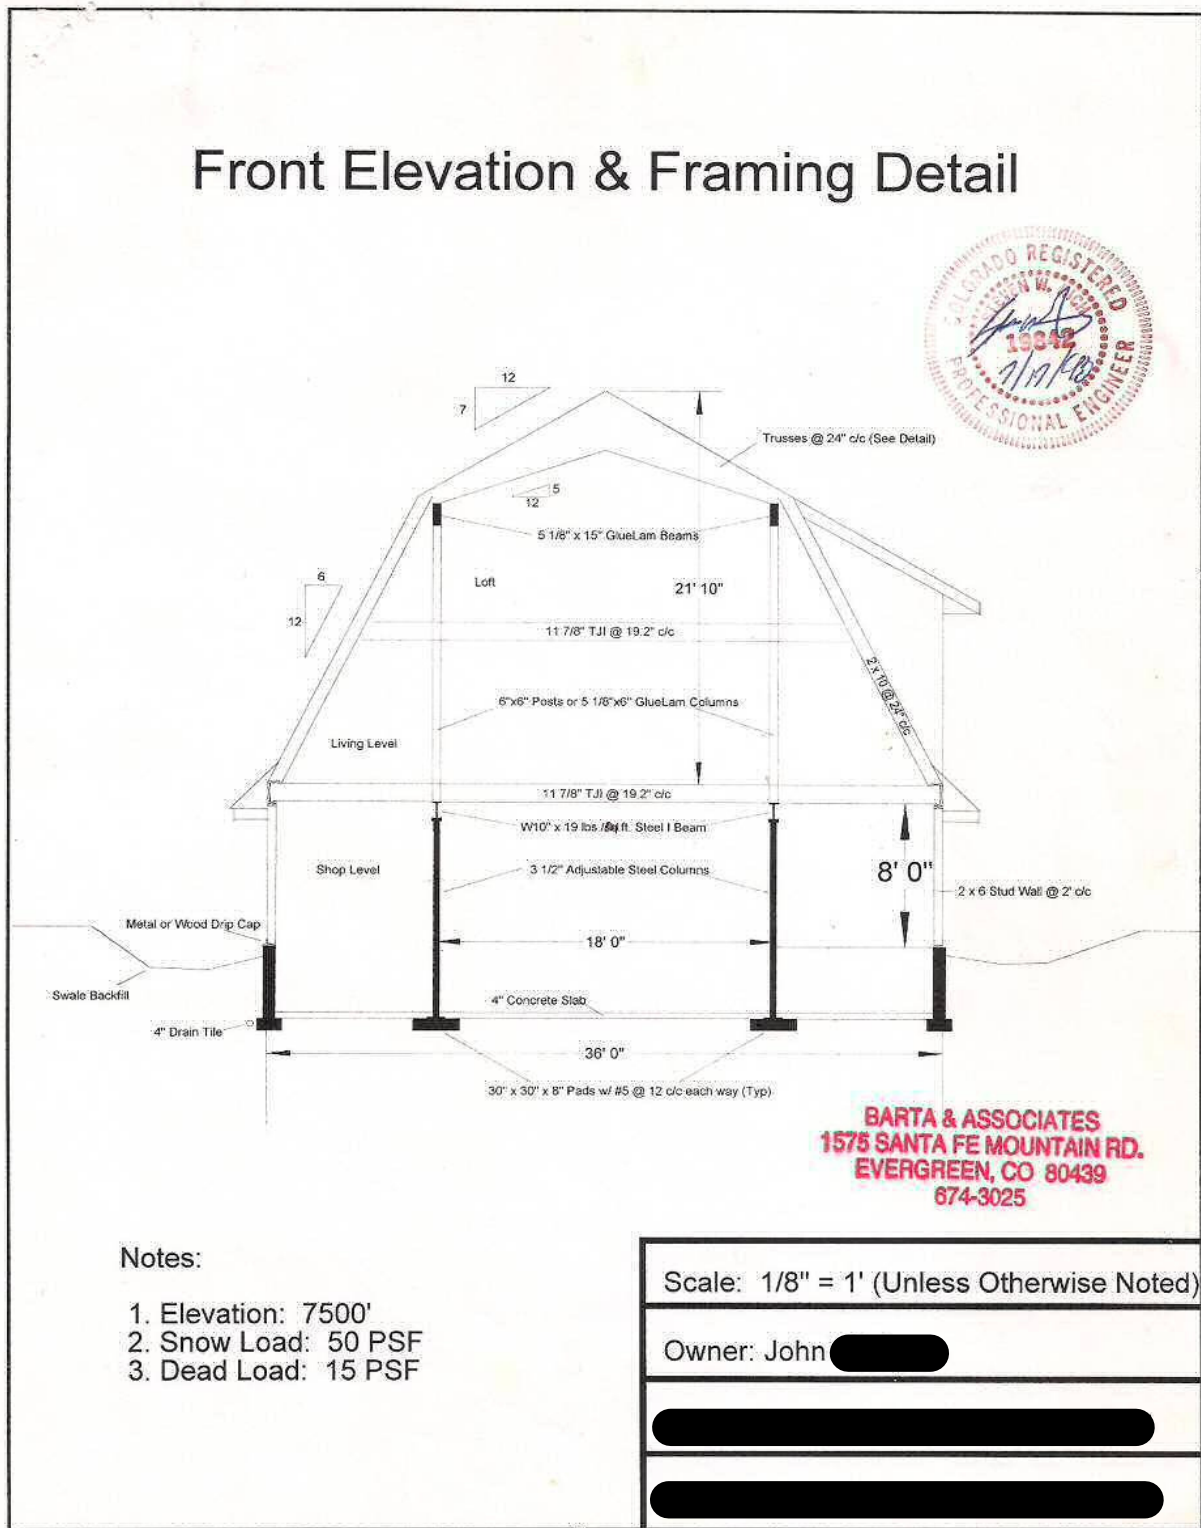 Front Elevation & Framing Detail
COLORADO REGISTERED
STEVEN W.
19842
PROFESSIONAL ENGINEER
12
7
Trusses @ 24" c/c (See Detail)
5
12
5 1/8" x 15" GlueLam Beams
Loft
21' 10"
6
12
11 7/8" TJI @ 19.2" c/c
2 x 10 @ 24" c/c
6"x6" Posts or 5 1/8"x6" GlueLam Columns
Living Level
11 7/8" TJI @ 19.2" c/c
W10" x 19 lbs ft. Steel I Beam
Shop Level
3 1/2" Adjustable Steel Columns
8' 0"
2 x 6 Stud Wall @ 2' c/c
Metal or Wood Drip Cap
18' 0"
Swale Backfill
4" Concrete Slab
4" Drain Tile
36' 0"
30" x 30" x 8" Pads w/ #5 @ 12 c/c each way (Typ)
BARTA & ASSOCIATES
1575 SANTA FE MOUNTAIN RD.
EVERGREEN, CO 80439
674-3025
Notes:
1. Elevation: 7500'
2. Snow Load: 50 PSF
3. Dead Load: 15 PSF
Scale: 1/8" = 1' (Unless Otherwise Noted)
Owner: John